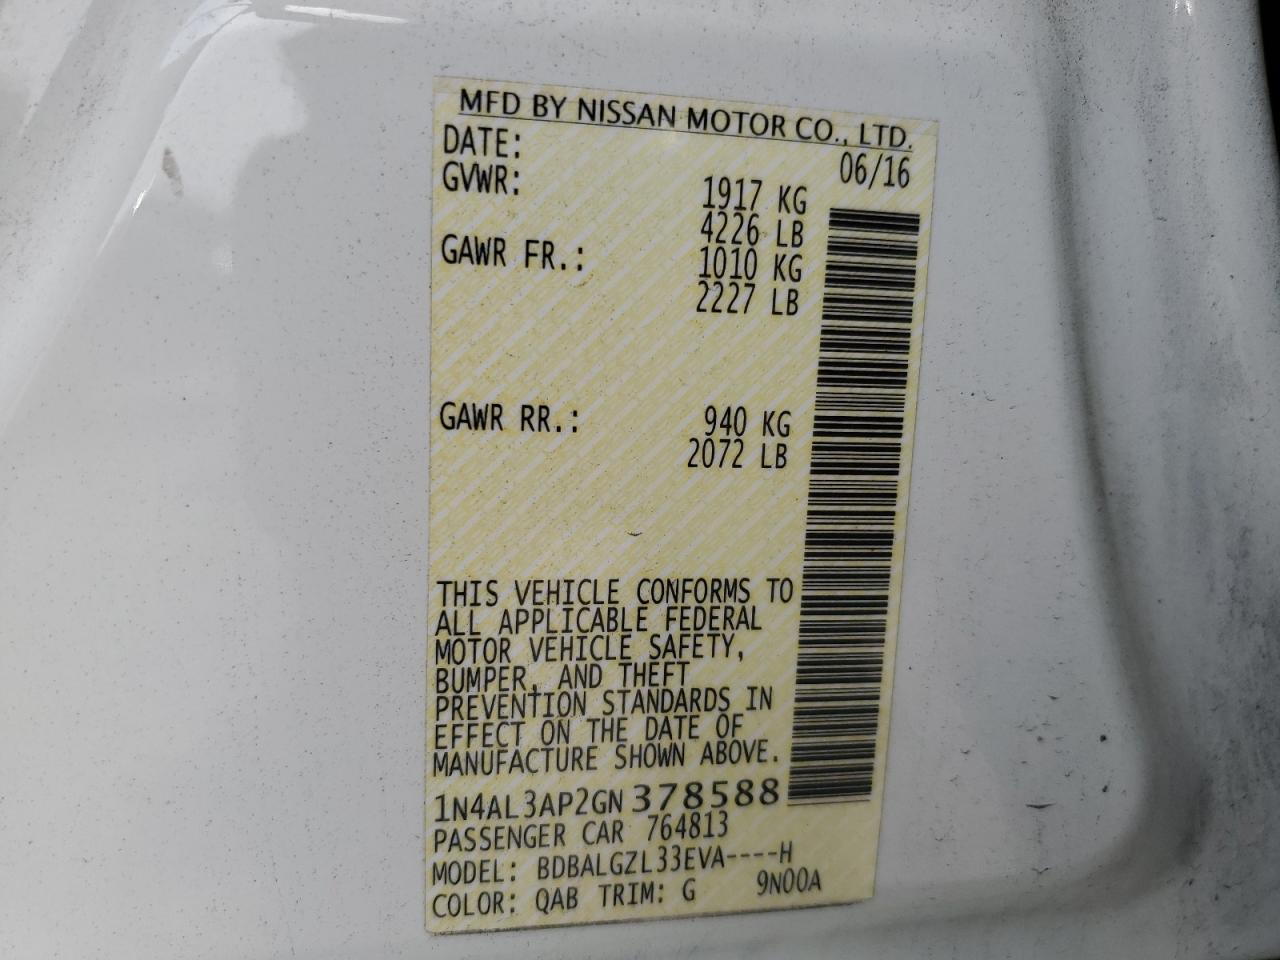 MFD BY NISSAN MOTOR CO., LTD.
DATE: 06/16
GVWR: 1917 KG
4226 LB
GAWR FR.: 1010 KG
2227 LB
GAWR RR.: 940 KG
2072 LB
THIS VEHICLE CONFORMS TO
ALL APPLICABLE FEDERAL
MOTOR VEHICLE SAFETY,
BUMPER, AND THEFT
PREVENTION STANDARDS IN
EFFECT ON THE DATE OF
MANUFACTURE SHOWN ABOVE.
1N4AL3AP2GN378588
PASSENGER CAR 764813
MODEL: BDBALGZL33EVA----H
COLOR: QAB TRIM: G 9N00A